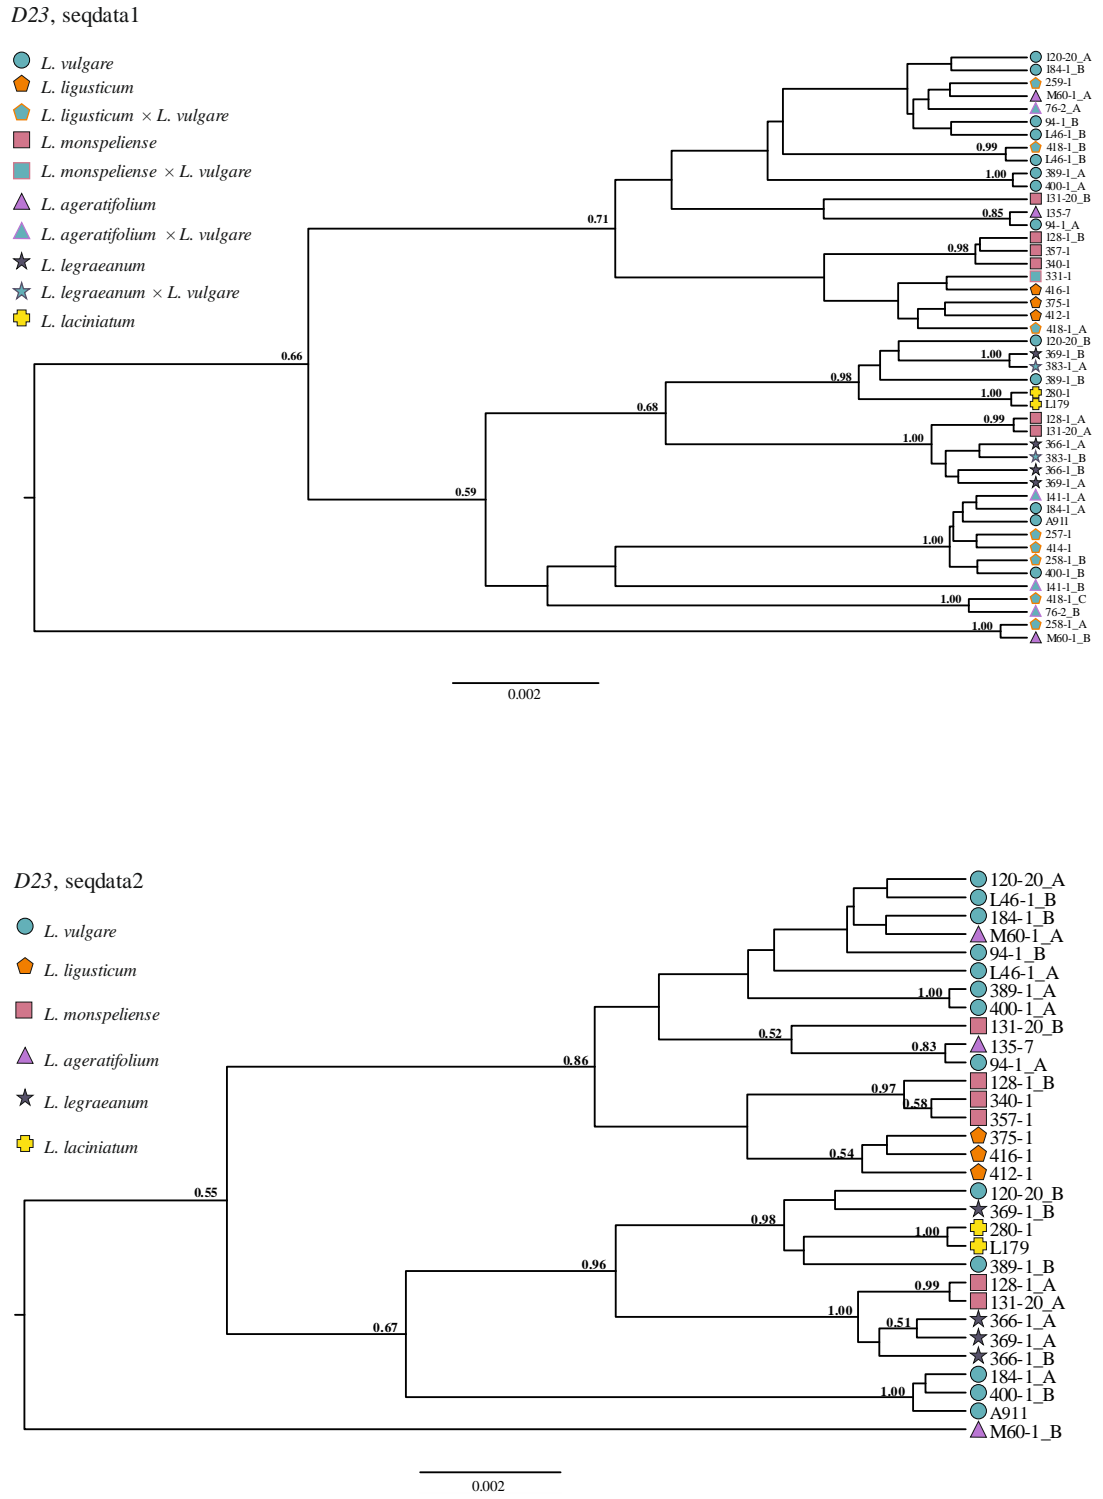 D23, seqdata1
L. vulgare
L. ligusticum
L. ligusticum × L. vulgare
L. monspeliense
L. monspeliense × L. vulgare
L. ageratifolium
L. ageratifolium × L. vulgare
L. legraeanum
L. legraeanum × L. vulgare
L. laciniatum
120-20_A
184-1_B
259-1
M60-1_A
76-2_A
94-1_B
L46-1_B
0.99
418-1_B
L46-1_B
1.00
389-1_A
400-1_A
131-20_B
0.71
0.85
135-7
94-1_A
128-1_B
0.98
357-1
340-1
331-1
416-1
375-1
412-1
418-1_A
120-20_B
0.66
1.00
369-1_B
383-1_A
0.98
389-1_B
1.00
280-1
L179
0.68
0.99
128-1_A
131-20_A
1.00
366-1_A
383-1_B
366-1_B
369-1_A
0.59
141-1_A
184-1_A
A911
257-1
1.00
414-1
258-1_B
400-1_B
141-1_B
1.00
418-1_C
76-2_B
1.00
258-1_A
M60-1_B
0.002
D23, seqdata2
L. vulgare
L. ligusticum
L. monspeliense
L. ageratifolium
L. legraeanum
L. laciniatum
120-20_A
L46-1_B
184-1_B
M60-1_A
94-1_B
L46-1_A
1.00
389-1_A
400-1_A
131-20_B
0.52
0.83
135-7
0.86
94-1_A
128-1_B
0.97
340-1
0.58
357-1
375-1
0.54
416-1
412-1
0.55
120-20_B
369-1_B
0.98
1.00
280-1
L179
0.96
389-1_B
0.99
128-1_A
131-20_A
1.00
366-1_A
0.51
369-1_A
0.67
366-1_B
184-1_A
1.00
400-1_B
A911
M60-1_B
0.002